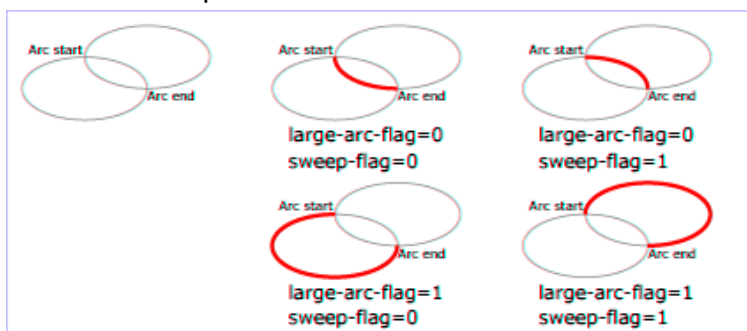 Arc start
Arc end
Arc start
Arc end
large-arc-flag=0
sweep-flag=0
Arc start
Arc end
large-arc-flag=0
sweep-flag=1
Arc start
Arc end
large-arc-flag=1
sweep-flag=0
Arc start
Arc end
large-arc-flag=1
sweep-flag=1